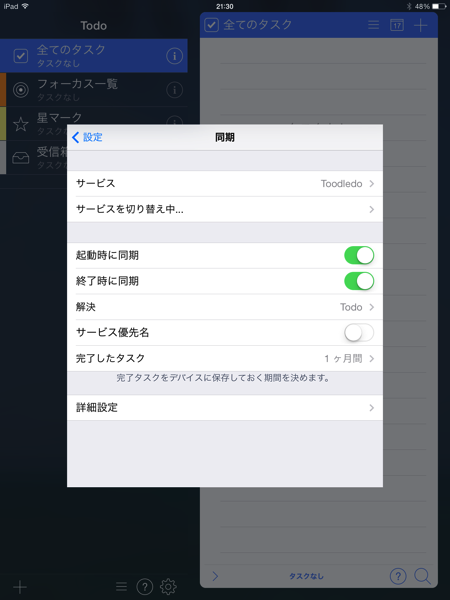 iPad
21:30
48%
Todo
全てのタスク
タスクなし
フォーカス一覧
タスクなし
星マーク
タスクなし
受信箱
全てのタスク
17
設定
同期
サービス
Toodledo
サービスを切り替え中...
起動時に同期
終了時に同期
解決
Todo
サービス優先名
完了したタスク
1 ヶ月間
完了タスクをデバイスに保存しておく期間を決めます。
詳細設定
タスクなし